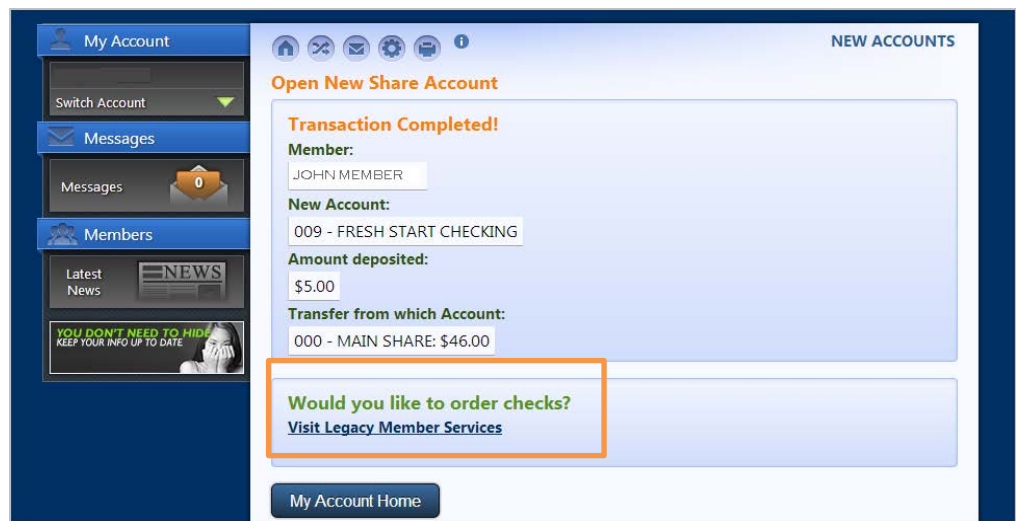 My Account
Switch Account
Messages
Messages
0
Members
Latest
News
NEWS
YOU DON'T NEED TO HIDE
KEEP YOUR INFO UP TO DATE
NEW ACCOUNTS
Open New Share Account
Transaction Completed!
Member:
JOHN MEMBER
New Account:
009 - FRESH START CHECKING
Amount deposited:
$5.00
Transfer from which Account:
000 - MAIN SHARE: $46.00
Would you like to order checks?
Visit Legacy Member Services
My Account Home